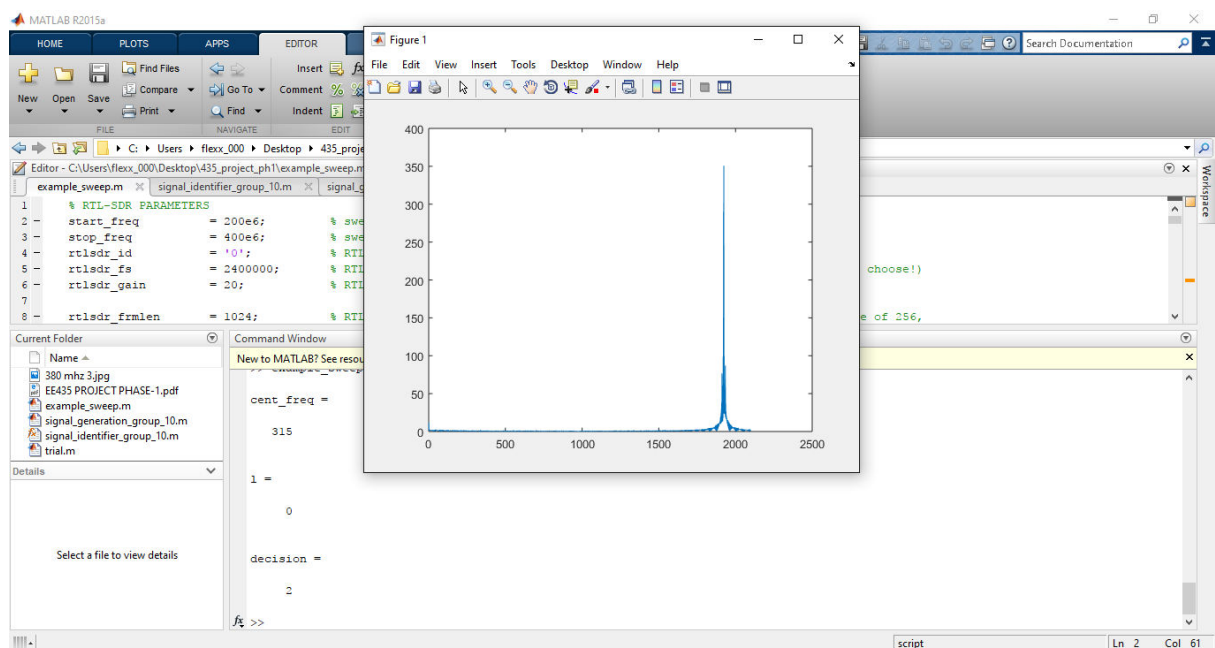 MATLAB R2015a
HOME PLOTS APPS EDITOR
Search Documentation
New Open Save
Find Files
Compare
Print
Go To
Find
Insert
Comment
Indent
FILE NAVIGATE EDIT
C: Users flexx_000 Desktop 435_proje
Editor - C:\Users\flexx_000\Desktop\435_project_ph1\example_sweep.m
example_sweep.m signal_identifier_group_10.m signal_g
1 % RTL-SDR PARAMETERS
2 - start_freq = 200e6; % swe
3 - stop_freq = 400e6; % swe
4 - rtlsdr_id = '0'; % RTL
5 - rtlsdr_fs = 2400000; % RTL choose!)
6 - rtlsdr_gain = 20; % RTL
7
8 - rtlsdr_frmlen = 1024; % RTL e of 256,
Workspace
Figure 1
File Edit View Insert Tools Desktop Window Help
400
350
300
250
200
150
100
50
0
0 500 1000 1500 2000 2500
Current Folder
Name
380 mhz 3.jpg
EE435 PROJECT PHASE-1.pdf
example_sweep.m
signal_generation_group_10.m
signal_identifier_group_10.m
trial.m
Details
Select a file to view details
Command Window
New to MATLAB? See resou
>> example_sweep
cent_freq =
315
l =
0
decision =
2
fx >>
script Ln 2 Col 61